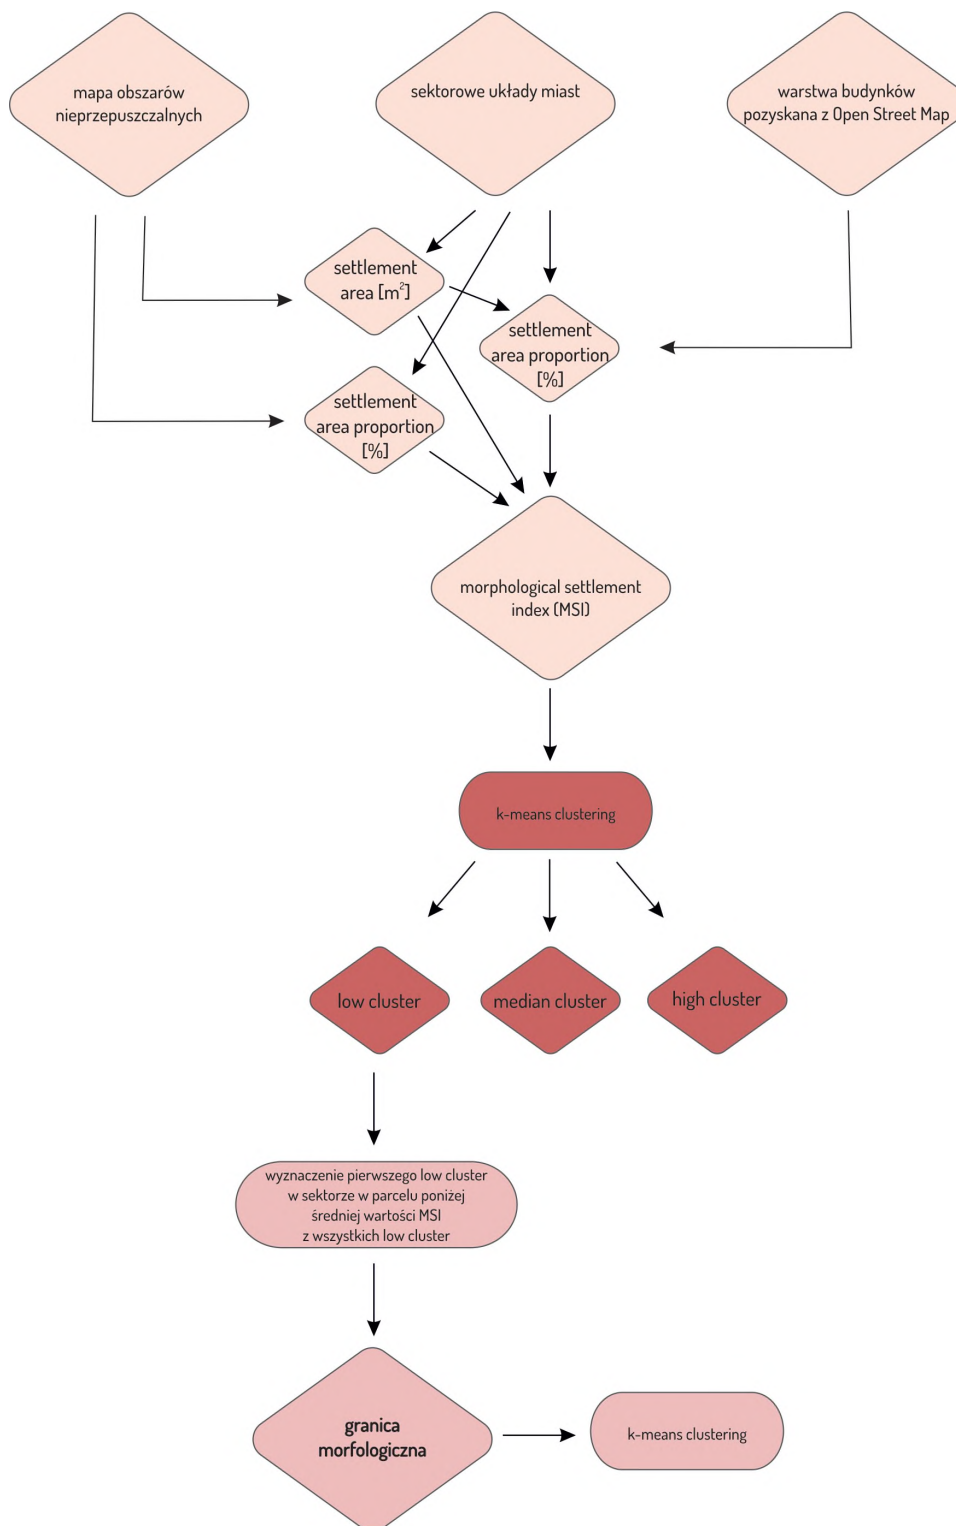 mapa obszarów
nieprzepuszczalnych
sektorowe układy miast
warstwa budynków
pozyskana z Open Street Map
settlement
area [m²]
settlement
area proportion
[%]
settlement
area proportion
[%]
morphological settlement
index (MSI)
k-means clustering
low cluster
median cluster
high cluster
wyznaczenie pierwszego low cluster
w sektorze w parcelu poniżej
średniej wartości MSI
z wszystkich low cluster
granica
morfologiczna
k-means clustering